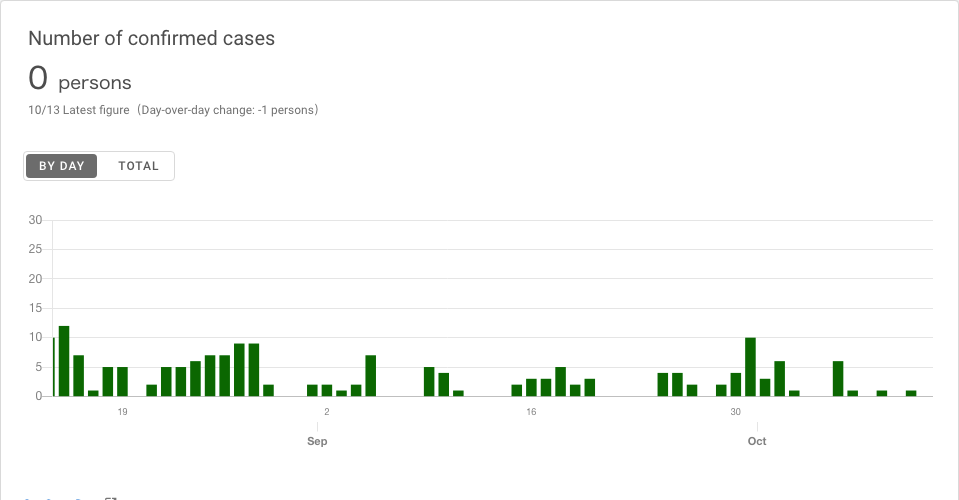 Number of confirmed cases
0 persons
10/13 Latest figure（Day-over-day change: -1 persons）
BY DAY TOTAL
30
25
20
15
10
5
0
19 2 16 30
Sep Oct